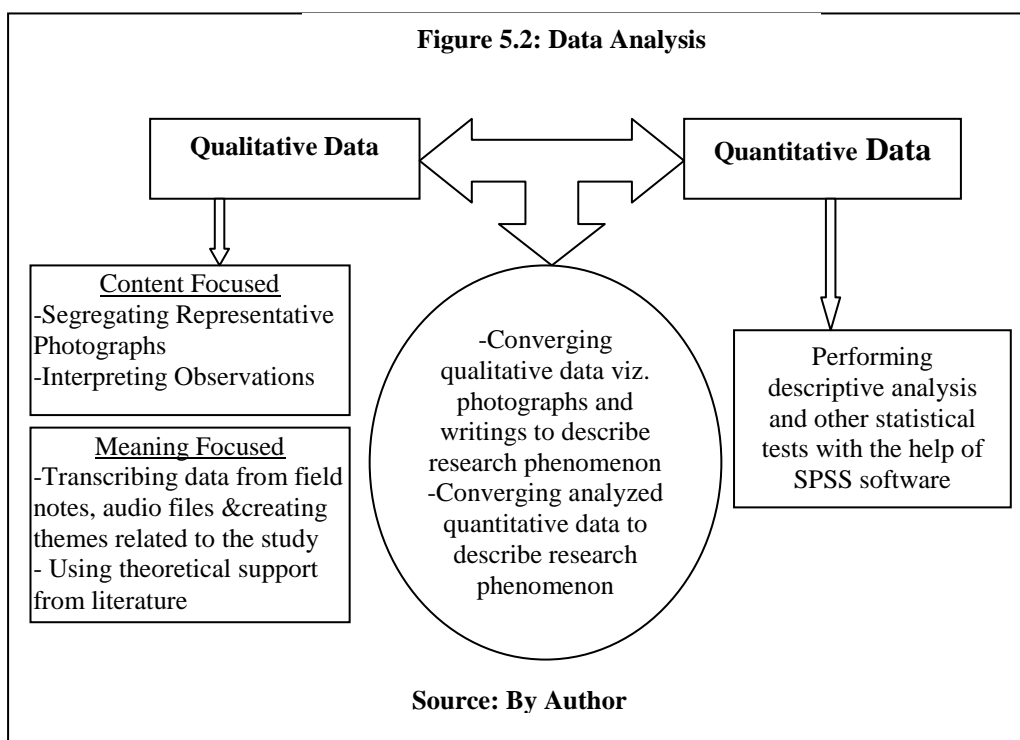 Figure 5.2: Data Analysis
Qualitative Data
Quantitative Data
Content Focused
-Segregating Representative
Photographs
-Interpreting Observations
Meaning Focused
-Transcribing data from field
notes, audio files &creating
themes related to the study
- Using theoretical support
from literature
-Converging
qualitative data viz.
photographs and
writings to describe
research phenomenon
-Converging analyzed
quantitative data to
describe research
phenomenon
Performing
descriptive analysis
and other statistical
tests with the help of
SPSS software
Source: By Author